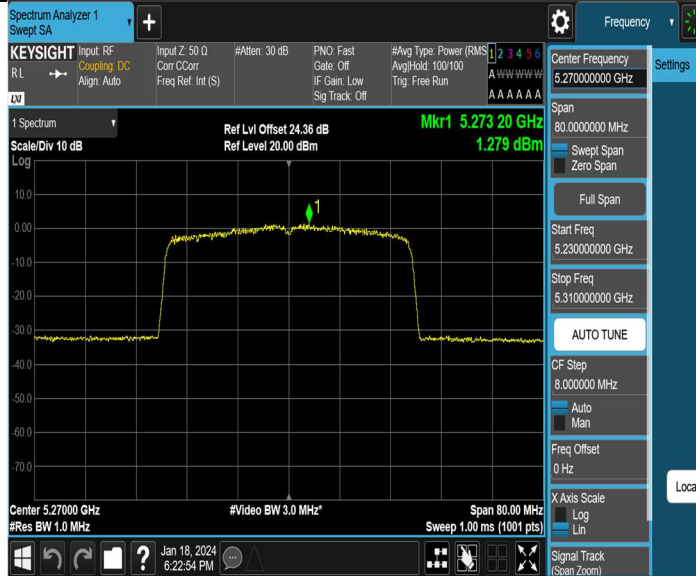 Spectrum Analyzer 1
Swept SA
Frequency
KEYSIGHT
RL
LXI
Input: RF
Coupling: DC
Align: Auto
Input Z: 50 Ω
Corr CCorr
Freq Ref: Int (S)
#Atten: 30 dB
PNO: Fast
Gate: Off
IF Gain: Low
Sig Track: Off
#Avg Type: Power (RMS
Avg|Hold: 100/100
Trig: Free Run
1 2 3 4 5 6
A W W W W W
A A A A A A
1 Spectrum
Scale/Div 10 dB
Log
Ref Lvl Offset 24.36 dB
Ref Level 20.00 dBm
Mkr1 5.273 20 GHz
1.279 dBm
10.0
0.00
-10.0
-20.0
-30.0
-40.0
-50.0
-60.0
-70.0
1
Center 5.27000 GHz
#Res BW 1.0 MHz
#Video BW 3.0 MHz*
Span 80.00 MHz
Sweep 1.00 ms (1001 pts)
?
Jan 18, 2024
6:22:54 PM
Center Frequency
5.270000000 GHz
Span
80.0000000 MHz
Swept Span
Zero Span
Full Span
Start Freq
5.230000000 GHz
Stop Freq
5.310000000 GHz
AUTO TUNE
CF Step
8.000000 MHz
Auto
Man
Freq Offset
0 Hz
X Axis Scale
Log
Lin
Signal Track
(Span Zoom)
Settings
Loca